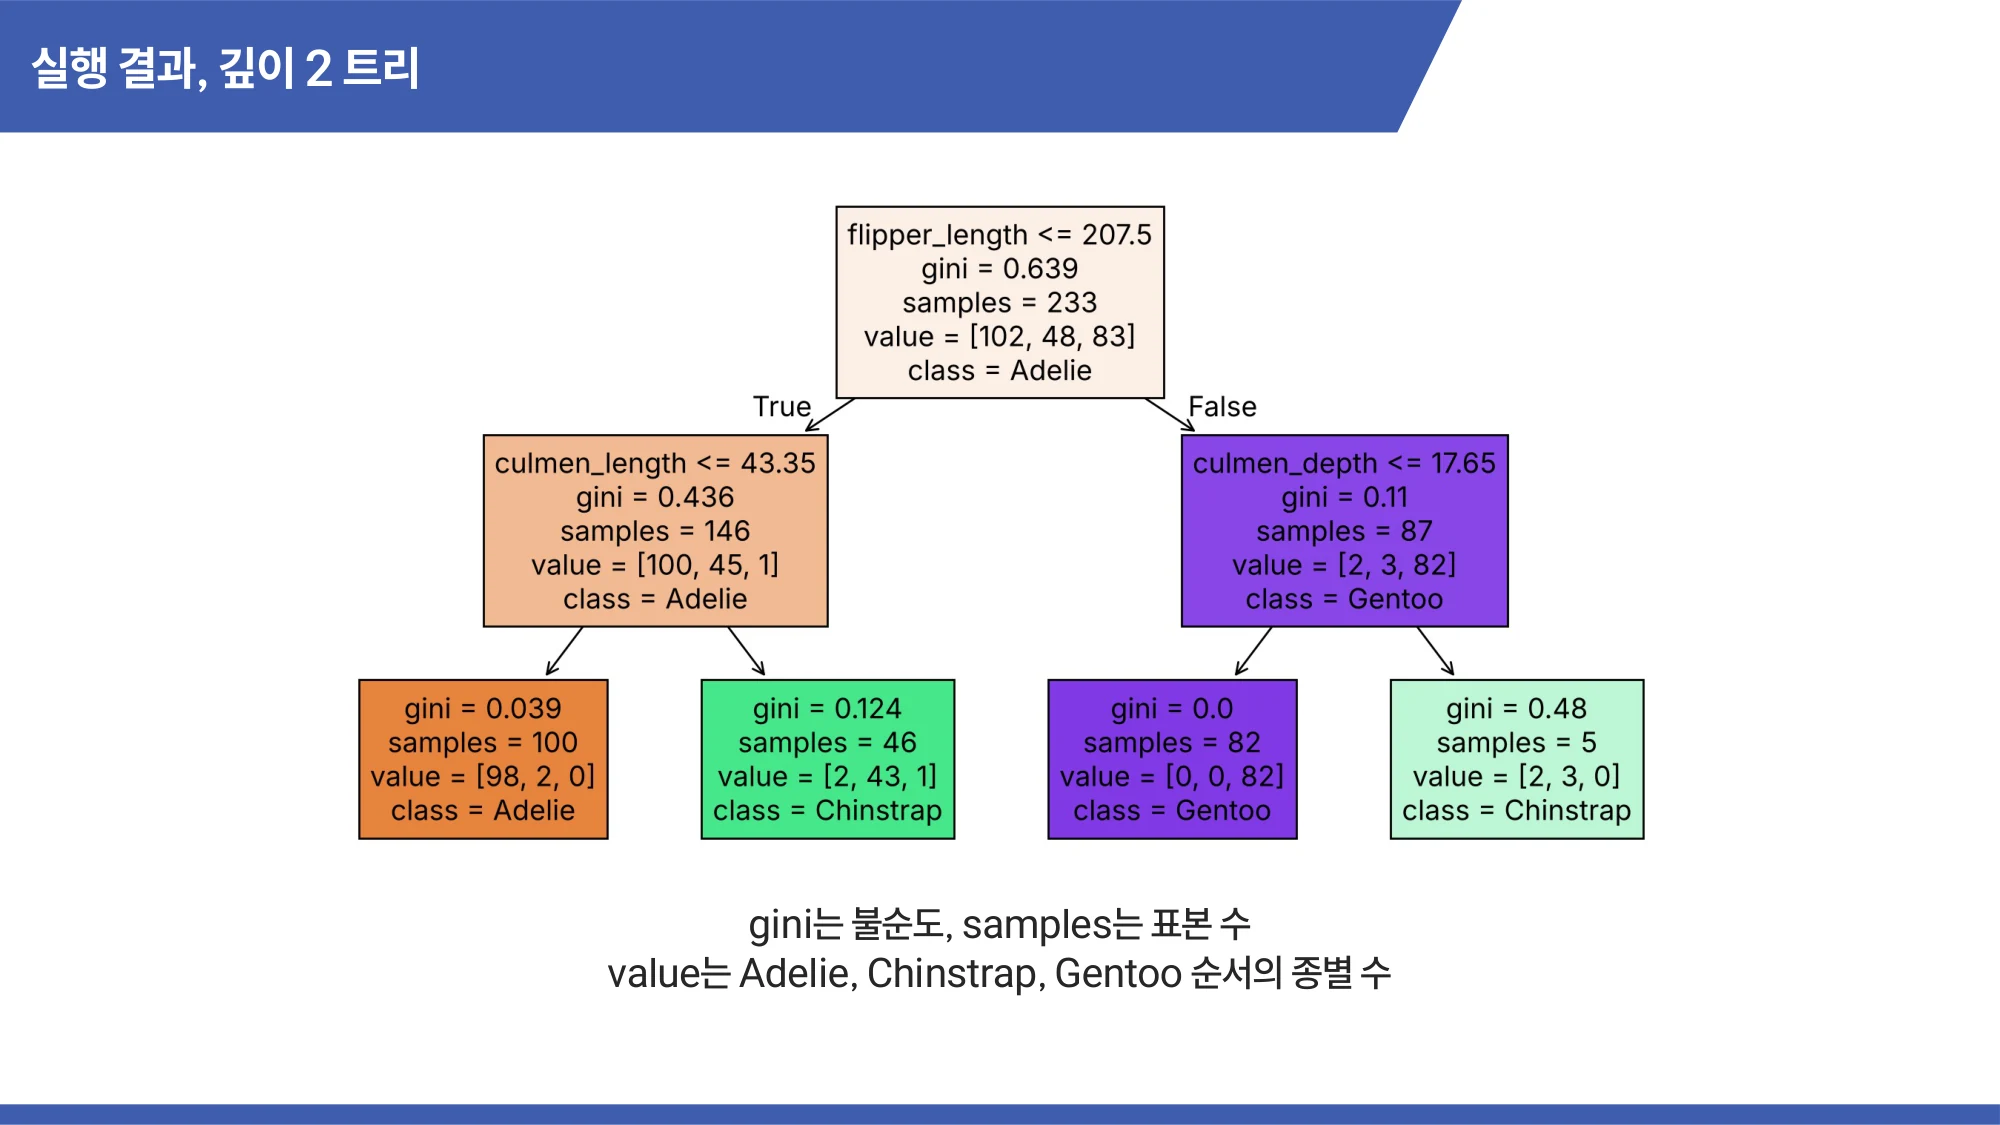 실행 결과, 깊이 2 트리
flipper_length <= 207.5
gini = 0.639
samples = 233
value = [102, 48, 83]
class = Adelie
True
False
culmen_length <= 43.35
gini = 0.436
samples = 146
value = [100, 45, 1]
class = Adelie
culmen_depth <= 17.65
gini = 0.11
samples = 87
value = [2, 3, 82]
class = Gentoo
gini = 0.039
samples = 100
value = [98, 2, 0]
class = Adelie
gini = 0.124
samples = 46
value = [2, 43, 1]
class = Chinstrap
gini = 0.0
samples = 82
value = [0, 0, 82]
class = Gentoo
gini = 0.48
samples = 5
value = [2, 3, 0]
class = Chinstrap
gini는 불순도, samples는 표본 수
value는 Adelie, Chinstrap, Gentoo 순서의 종별 수